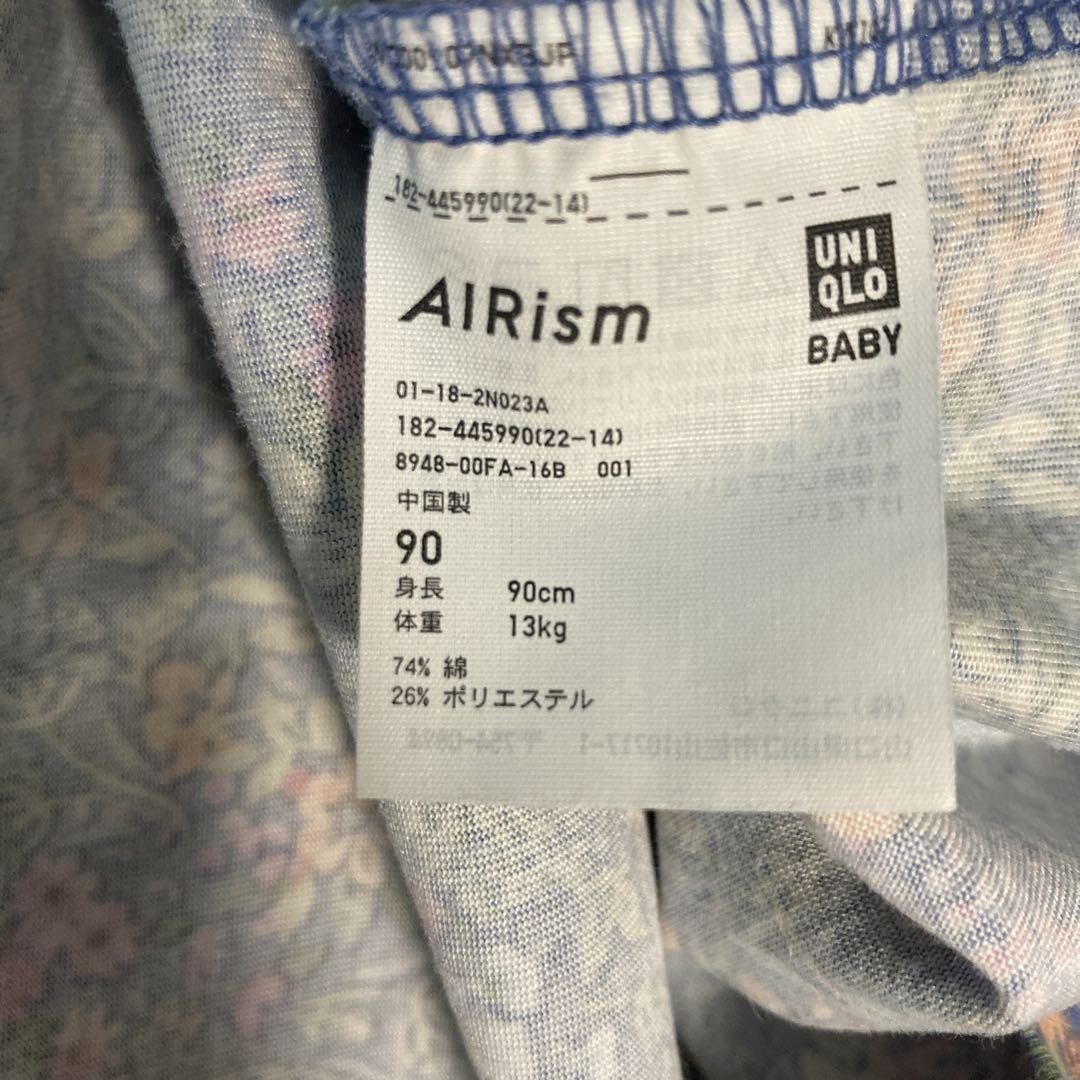 182-445990(22-14)
AIRism
UNI
QLO
BABY
01-18-2N023A
182-445990(22-14)
8948-00FA-16B 001
中国製
90
身長 90cm
体重 13kg
74% 綿
26% ポリエステル